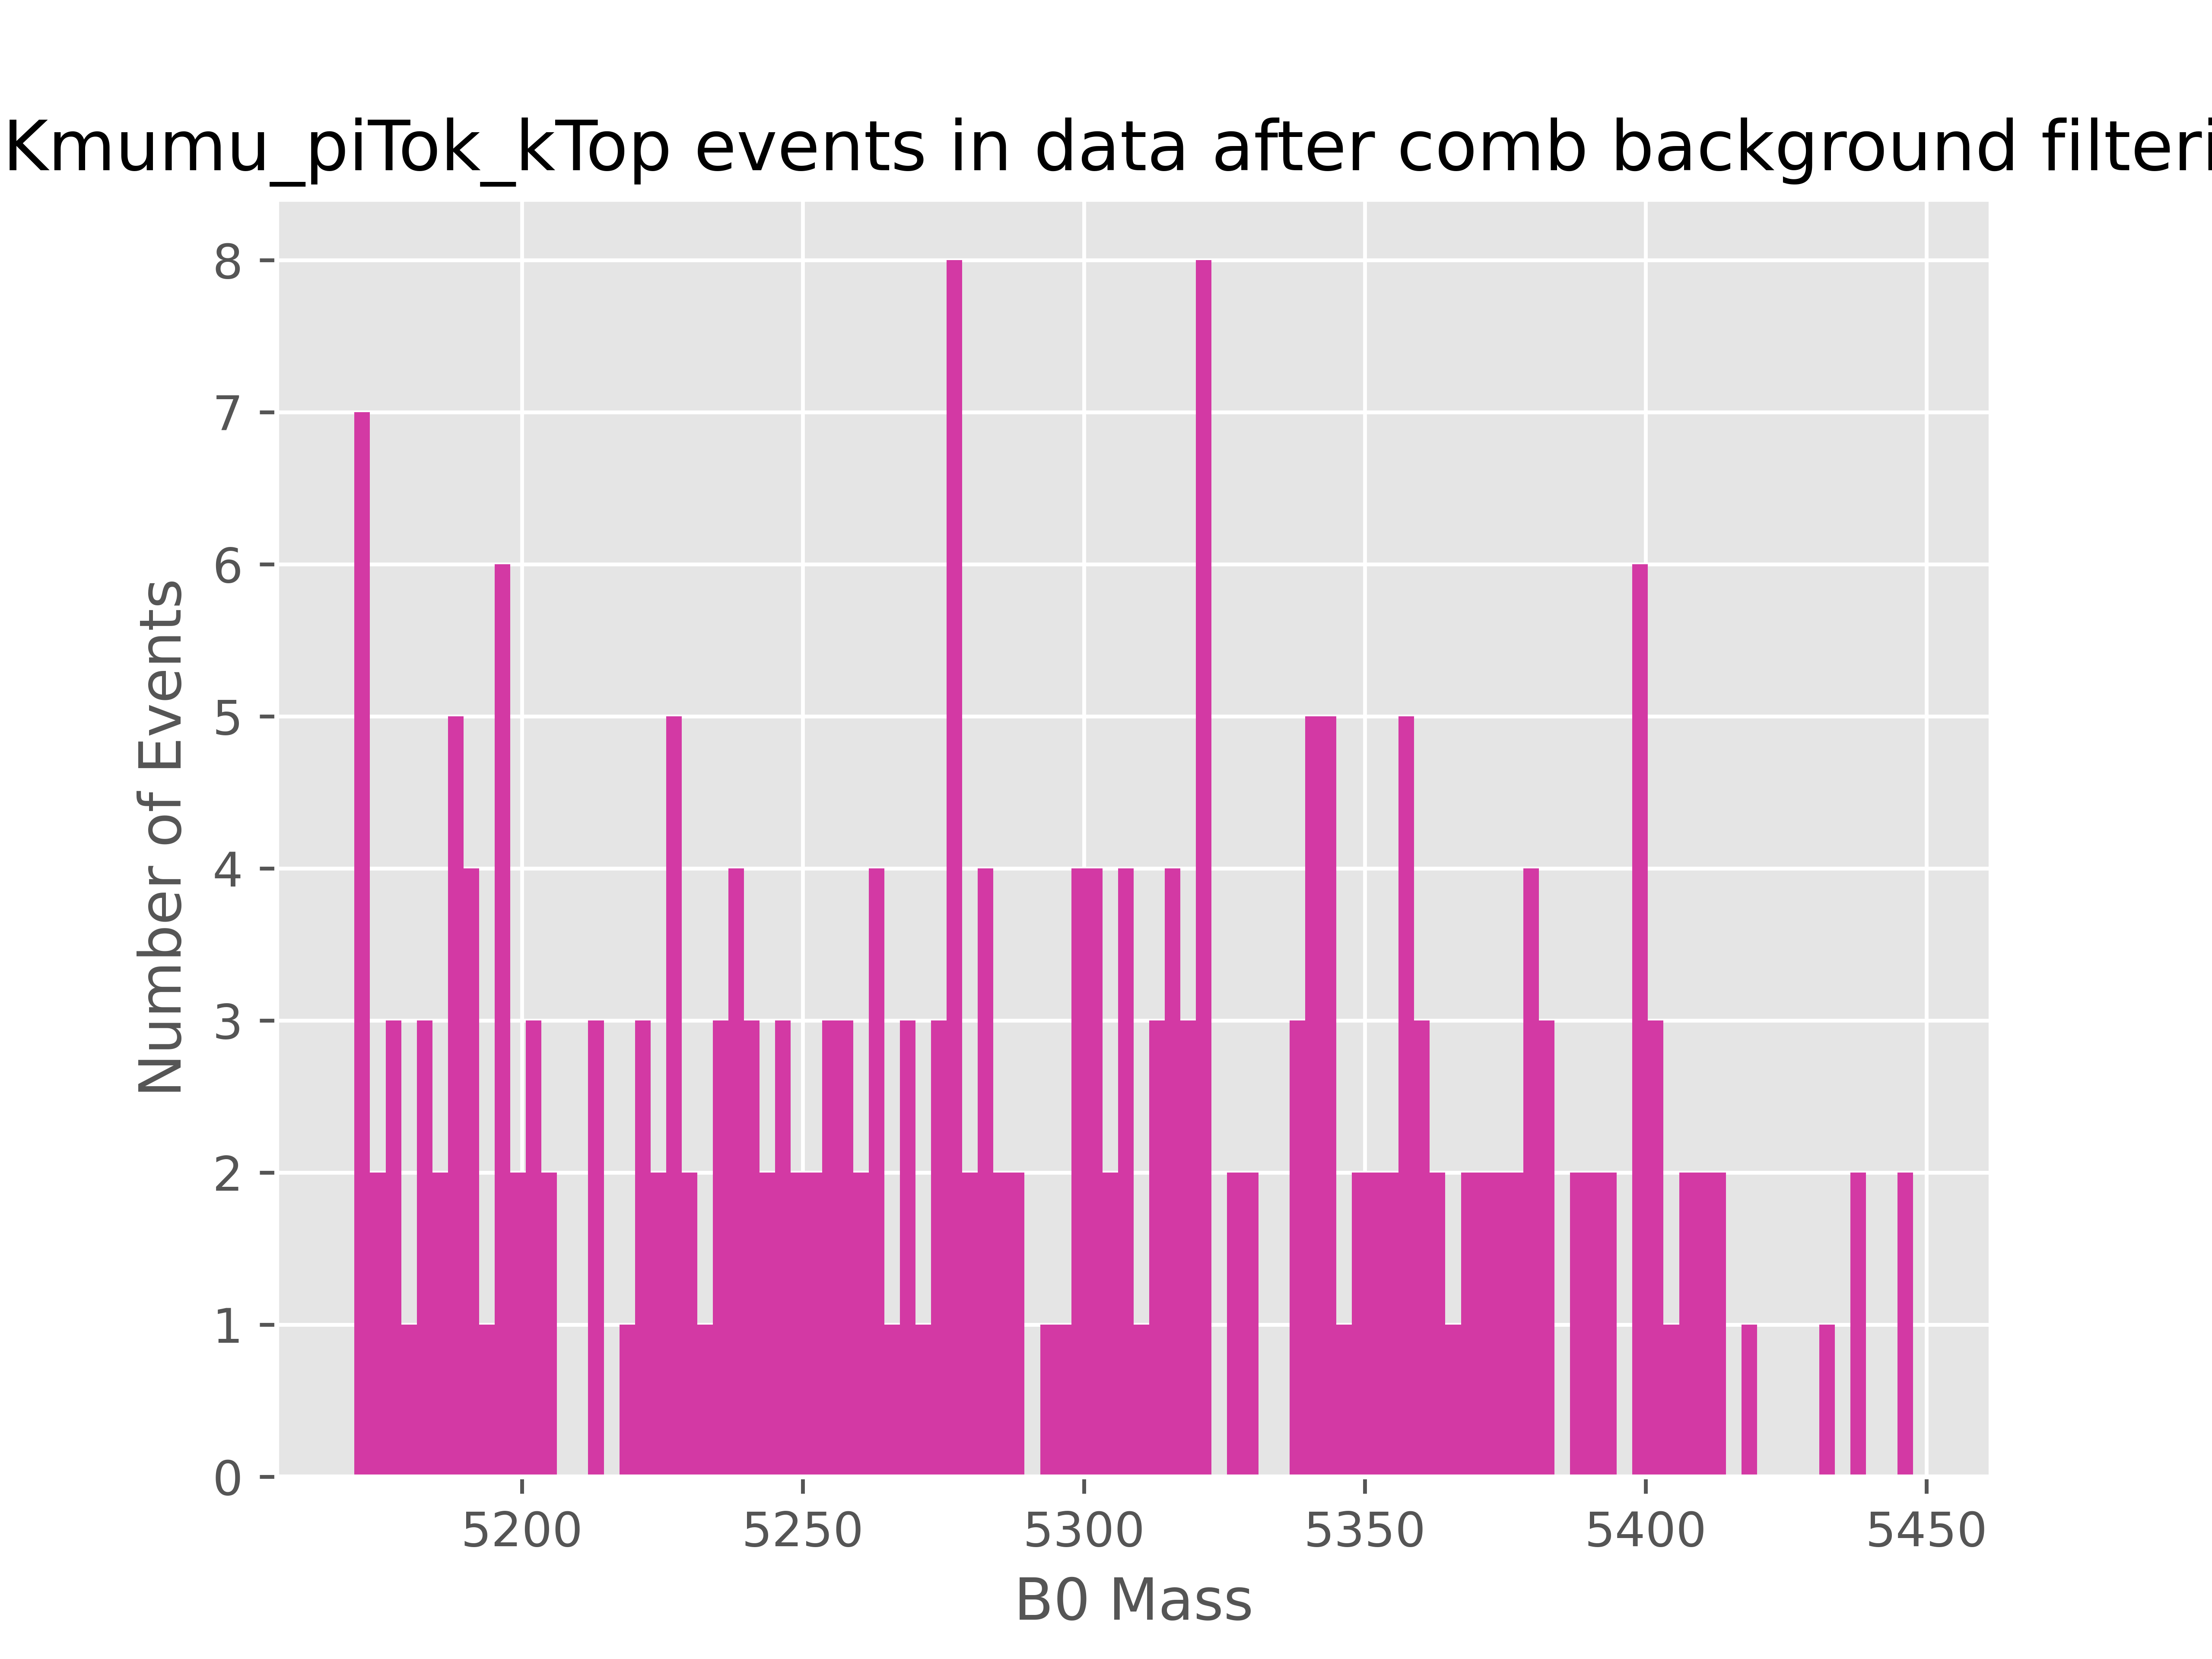 Kmumu_piTok_kTop events in data after comb background filteri
Number of Events
8
7
6
5
4
3
2
1
0
5200 5250 5300 5350 5400 5450
B0 Mass